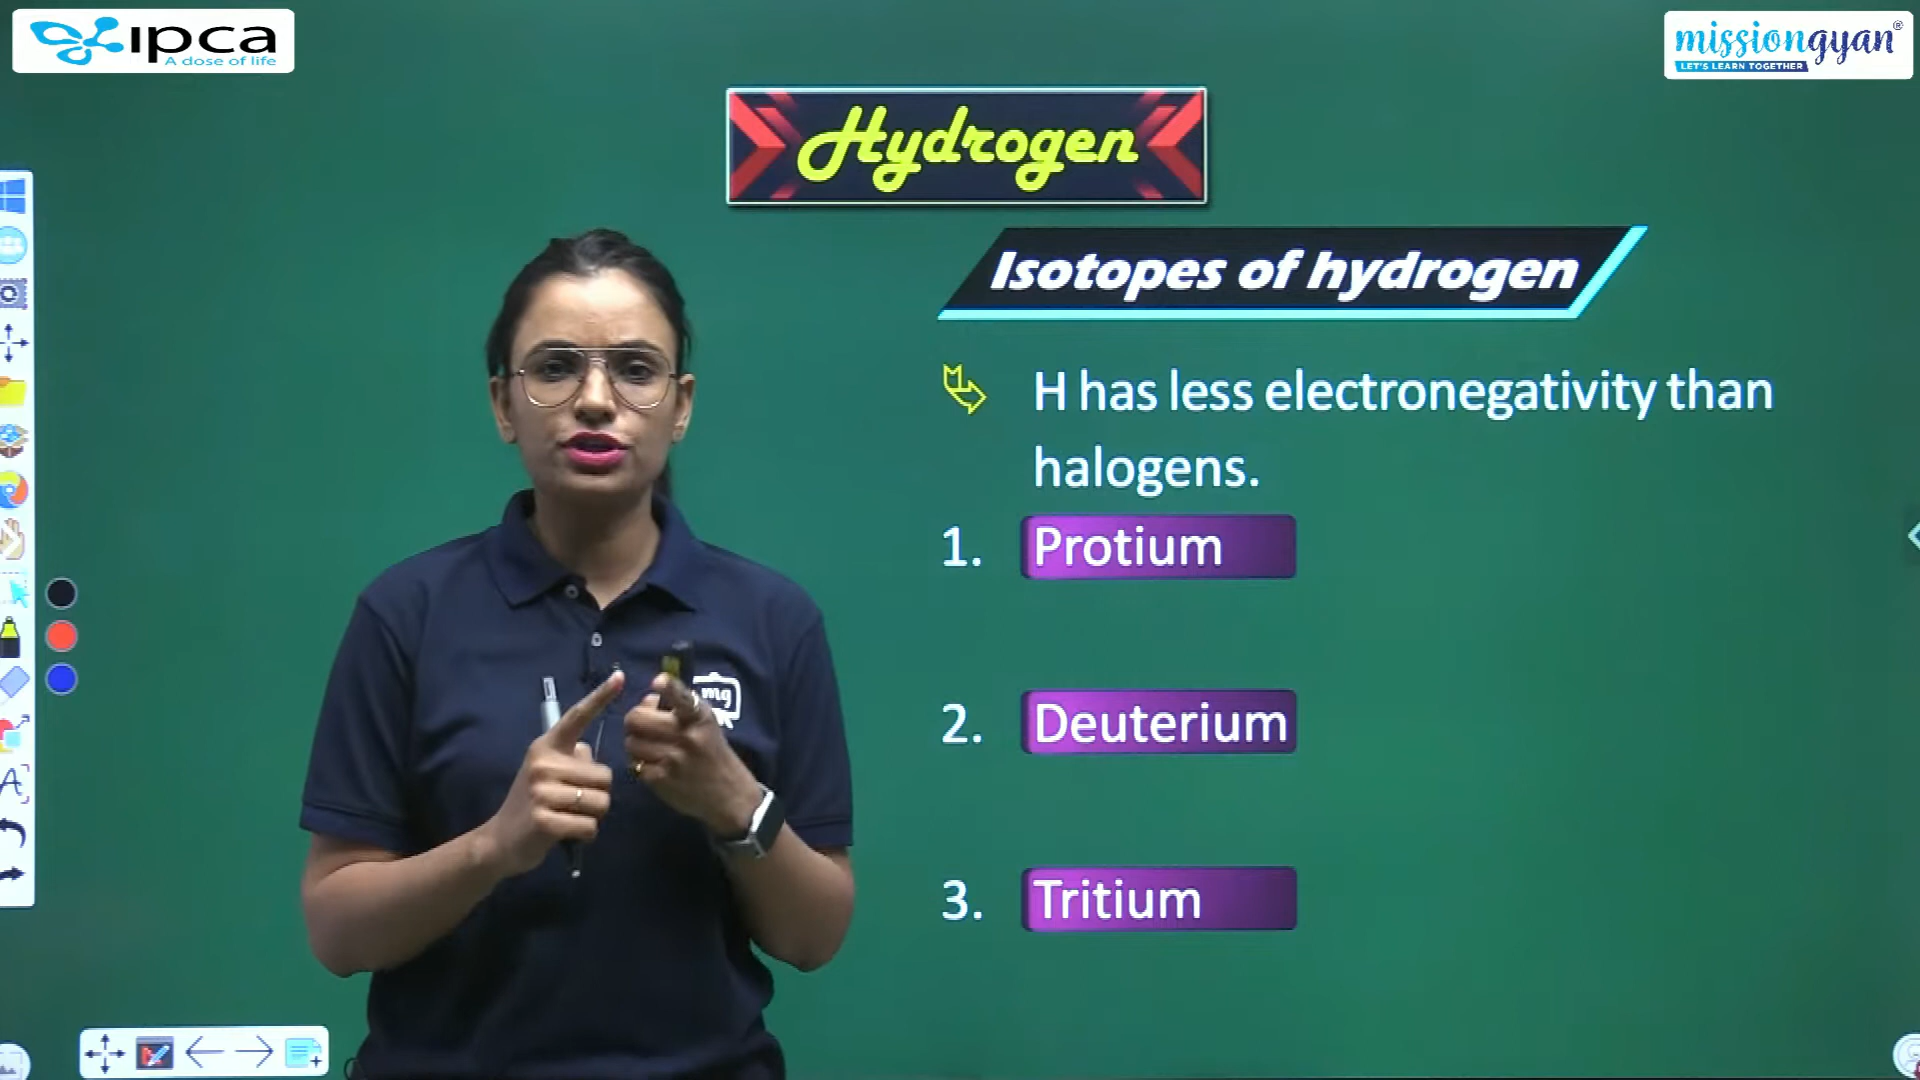 ipca
A dose of life
missiongyan®
LET'S LEARN TOGETHER
Hydrogen
Isotopes of hydrogen
H has less electronegativity than
halogens.
1. Protium
mg
2. Deuterium
3. Tritium